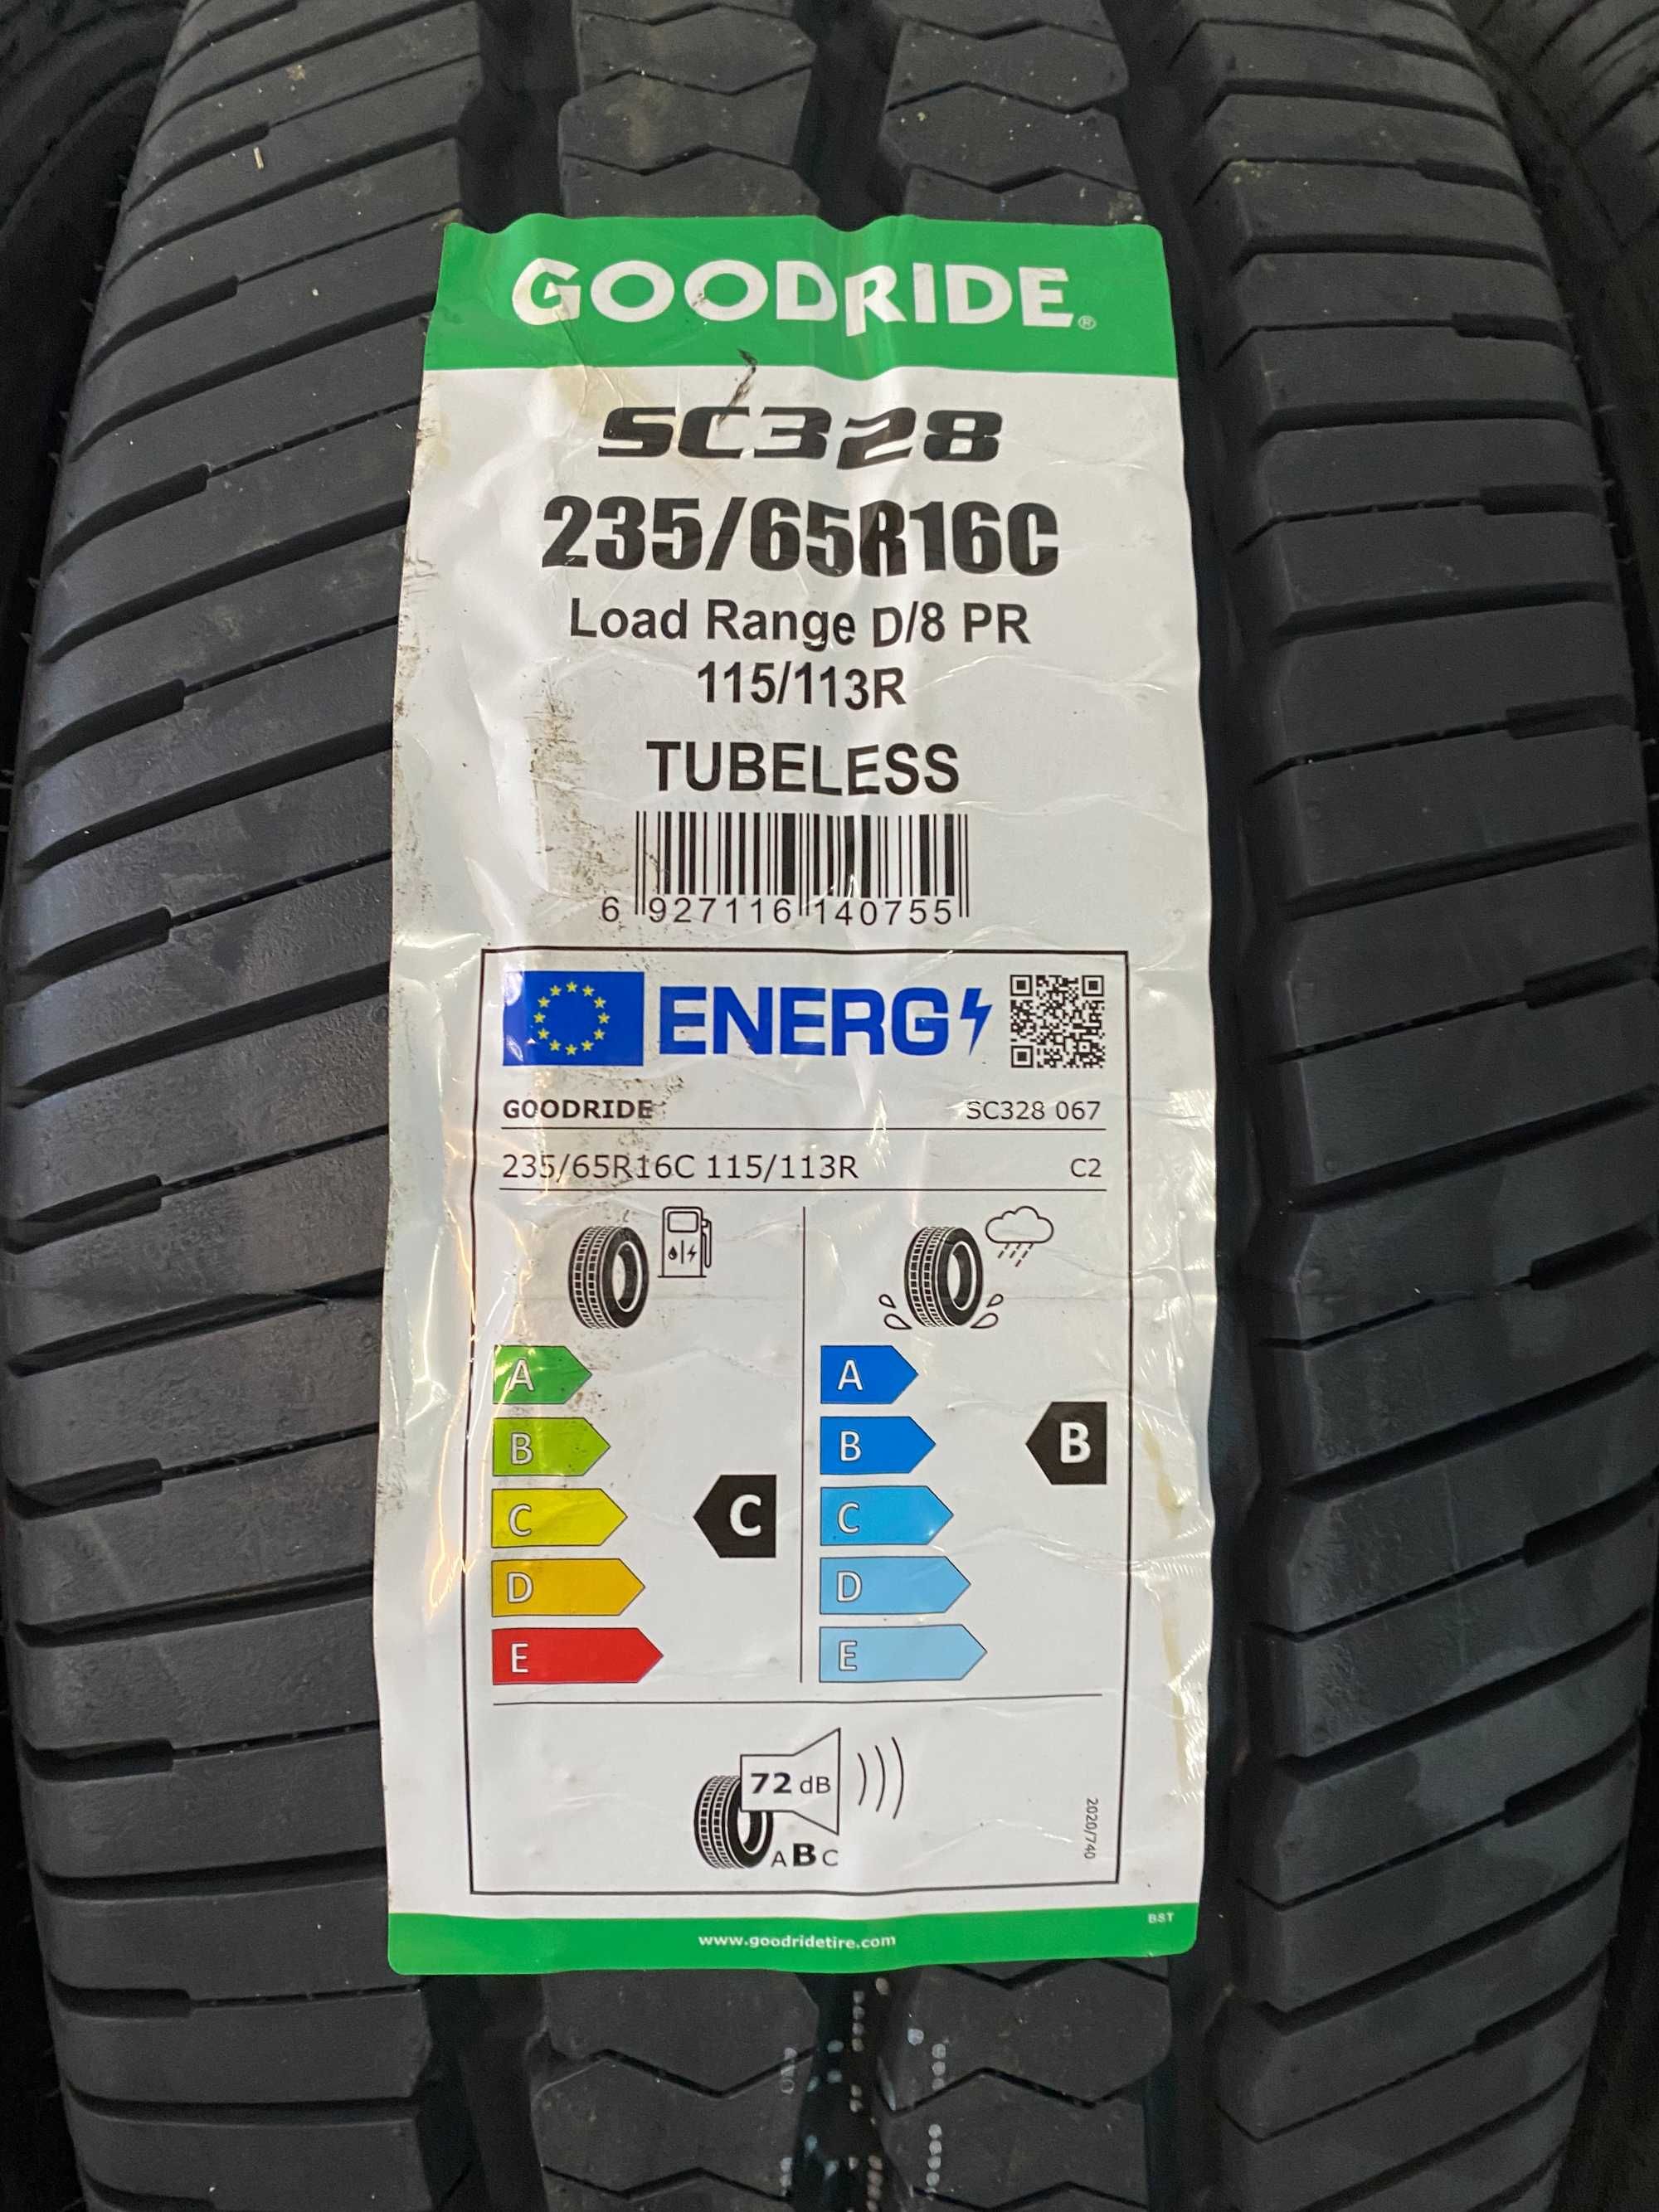 GOODRIDE®
SC328
235/65R16C
Load Range D/8 PR
115/113R
TUBELESS
6 927116 140755
ENERG
GOODRIDE SC328 067
235/65R16C 115/113R C2
A A
B B B
C C C
D D
E E
72 dB
ABC
2020/740
BST
www.goodridetire.com